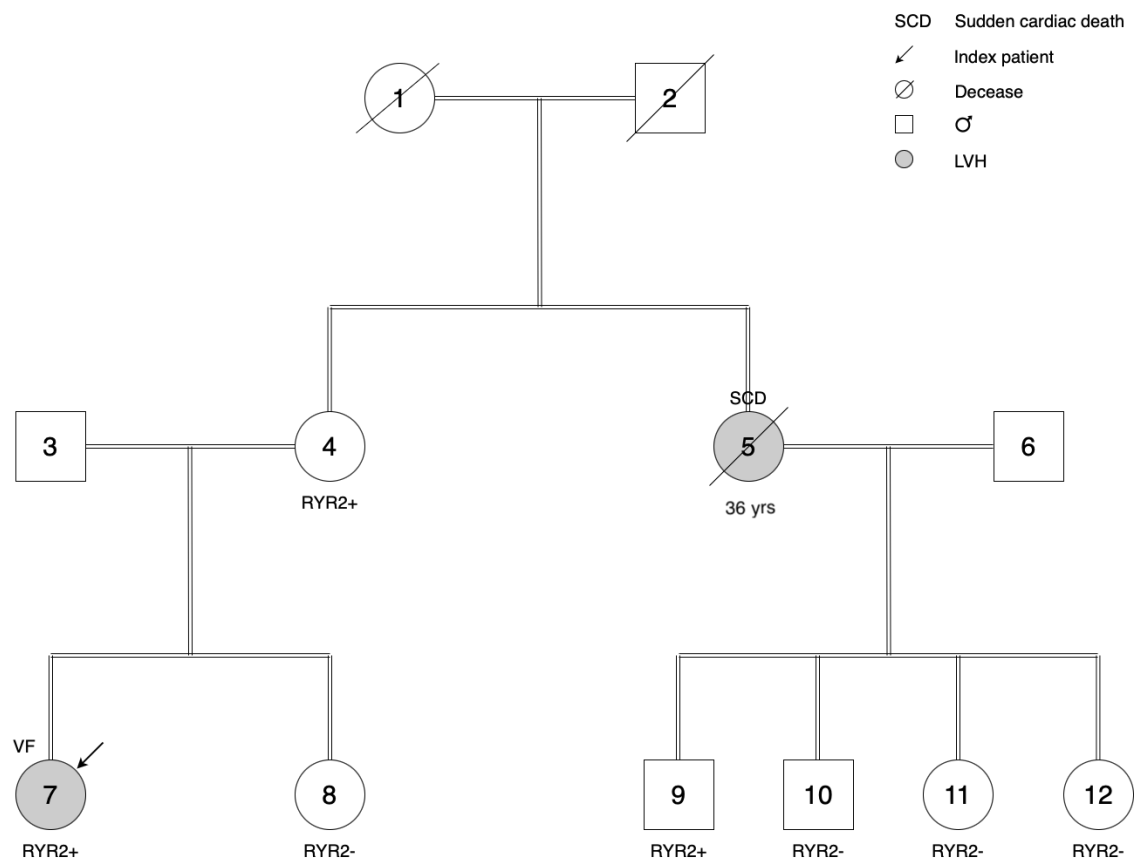 SCD Sudden cardiac death
Index patient
Decease
♂
LVH
1 2
3 4 SCD 5 6
RYR2+ 36 yrs
VF
7 8 9 10 11 12
RYR2+ RYR2- RYR2+ RYR2- RYR2- RYR2-